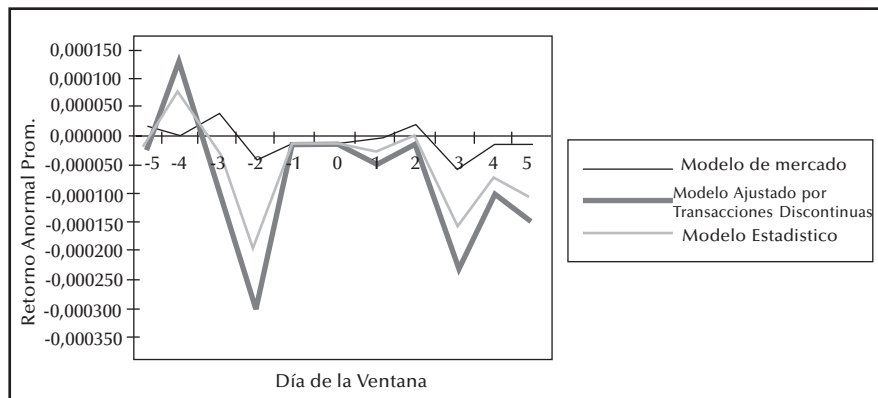 0,000150
0,000100
0,000050
0,000000
-0,000050
-0,000100
-0,000150
-0,000200
-0,000250
-0,000300
-0,000350
Retorno Anormal Prom.
-5 -4 -3 -2 -1 0 1 2 3 4 5
Día de la Ventana
Modelo de mercado
Modelo Ajustado por
Transacciones Discontinuas
Modelo Estadistico